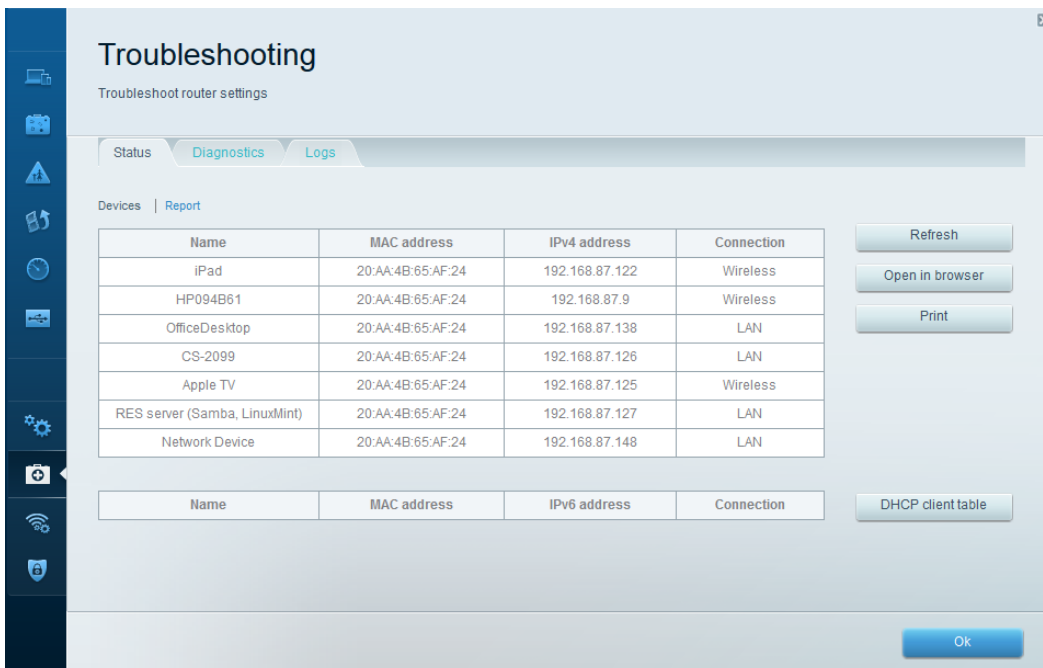 Troubleshooting
Troubleshoot router settings
Status Diagnostics Logs
Devices | Report
Name MAC address IPv4 address Connection
iPad 20:AA:4B:65:AF:24 192.168.87.122 Wireless
HP094B61 20:AA:4B:65:AF:24 192.168.87.9 Wireless
OfficeDesktop 20:AA:4B:65:AF:24 192.168.87.138 LAN
CS-2099 20:AA:4B:65:AF:24 192.168.87.126 LAN
Apple TV 20:AA:4B:65:AF:24 192.168.87.125 Wireless
RES server (Samba, LinuxMint) 20:AA:4B:65:AF:24 192.168.87.127 LAN
Network Device 20:AA:4B:65:AF:24 192.168.87.148 LAN
Refresh
Open in browser
Print
Name MAC address IPv6 address Connection
DHCP client table
Ok